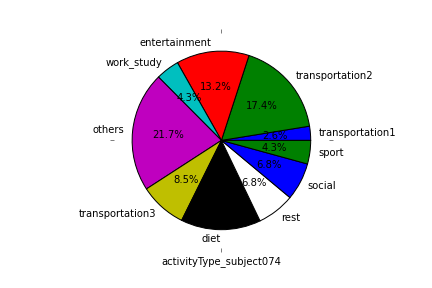 entertainment
work_study
transportation2
13.2%
4.3%
17.4%
others
21.7%
transportation1
4.3%
sport
6.8%
8.5%
6.8%
social
transportation3
rest
diet
activityType_subject074